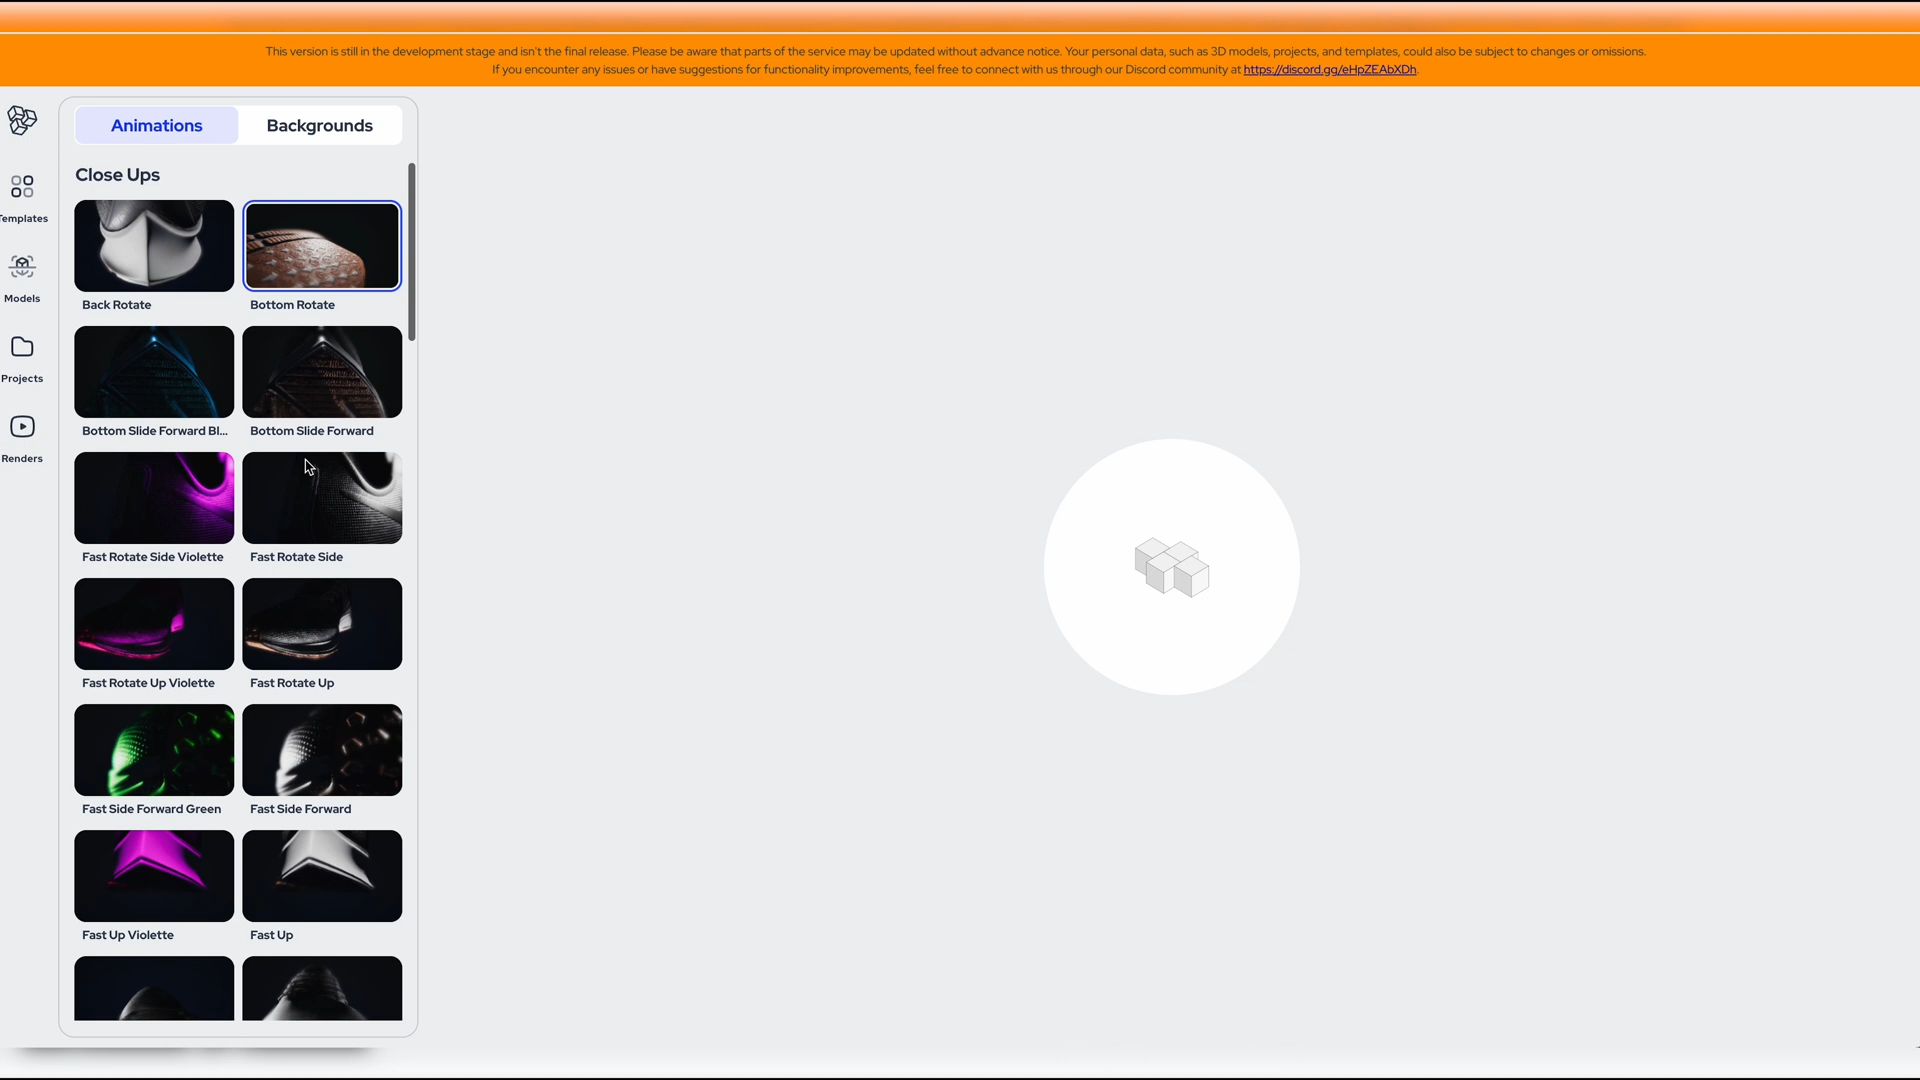 This version is still in the development stage and isn't the final release. Please be aware that parts of the service may be updated without advance notice. Your personal data, such as 3D models, projects, and templates, could also be subject to changes or omissions.
If you encounter any issues or have suggestions for functionality improvements, feel free to connect with us through our Discord community at https://discord.gg/eHpZEAbXDh.
Animations
Backgrounds
Templates
Models
Projects
Renders
Close Ups
Back Rotate
Bottom Rotate
Bottom Slide Forward Bl...
Bottom Slide Forward
Fast Rotate Side Violette
Fast Rotate Side
Fast Rotate Up Violette
Fast Rotate Up
Fast Side Forward Green
Fast Side Forward
Fast Up Violette
Fast Up